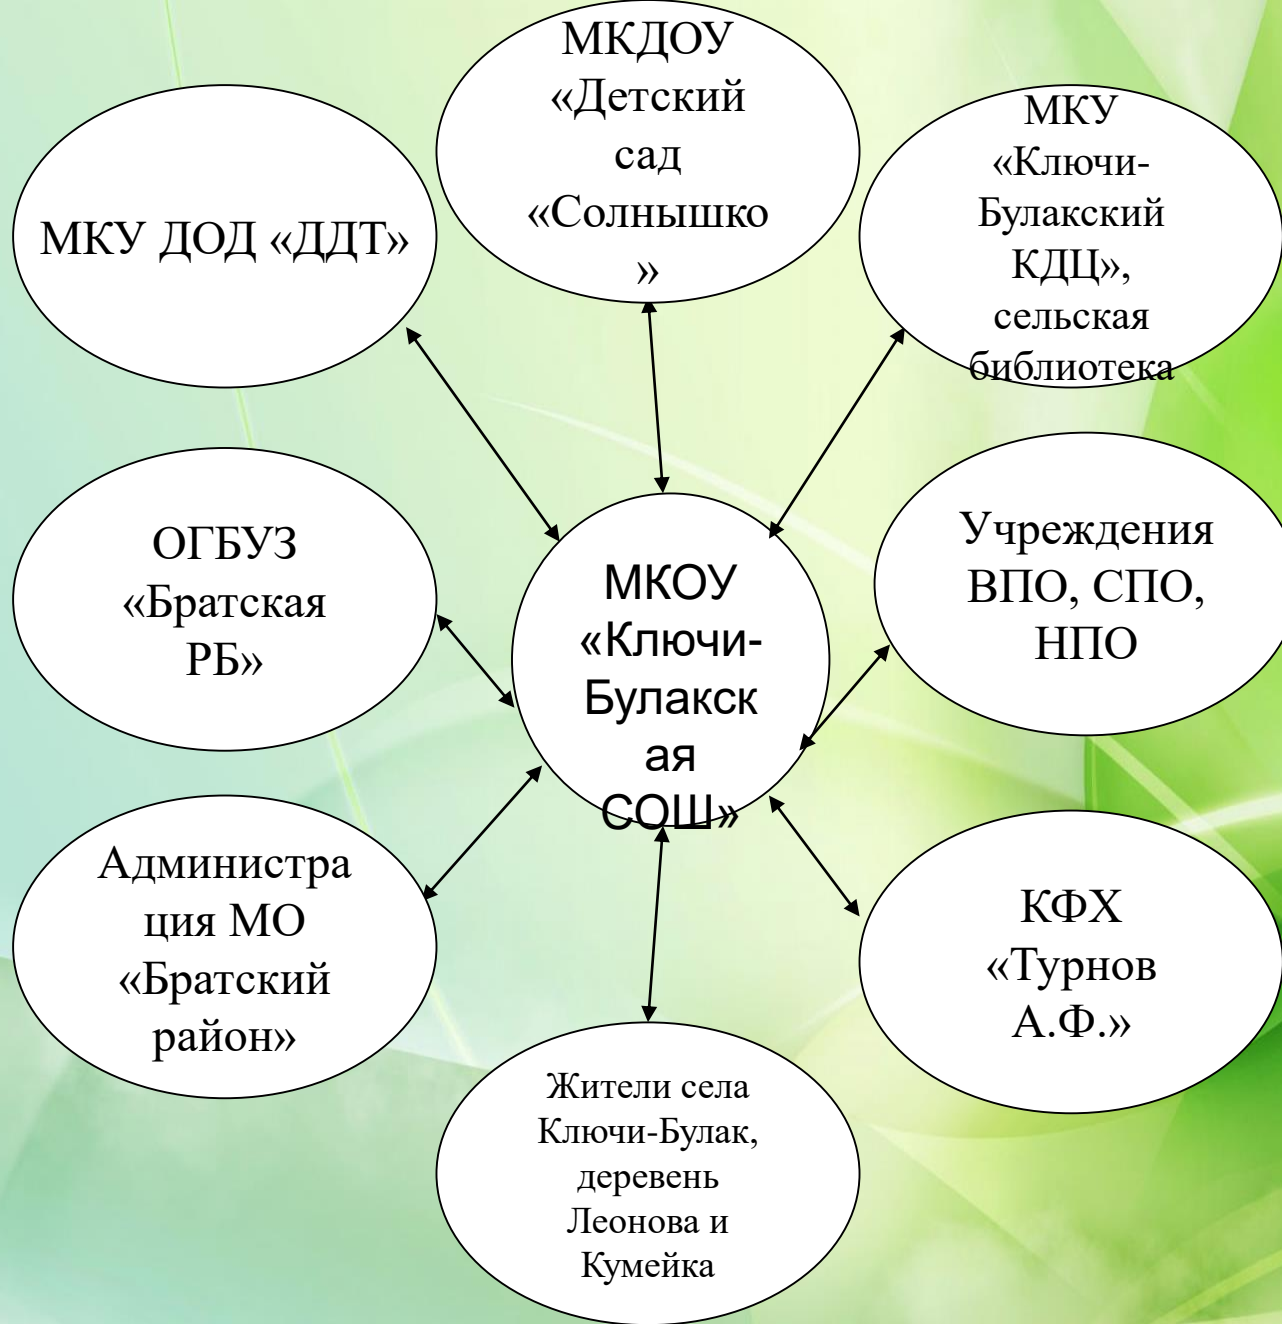 МКДОУ
«Детский
сад
«Солнышко
»
МКУ ДОД «ДДТ»
МКУ
«Ключи-
Булакский
КДЦ»,
сельская
библиотека
ОГБУЗ
«Братская
РБ»
МКОУ
«Ключи-
Булакск
ая
СОШ»
Учреждения
ВПО, СПО,
НПО
Администра
ция МО
«Братский
район»
КФХ
«Турнов
А.Ф.»
Жители села
Ключи-Булак,
деревень
Леонова и
Кумейка